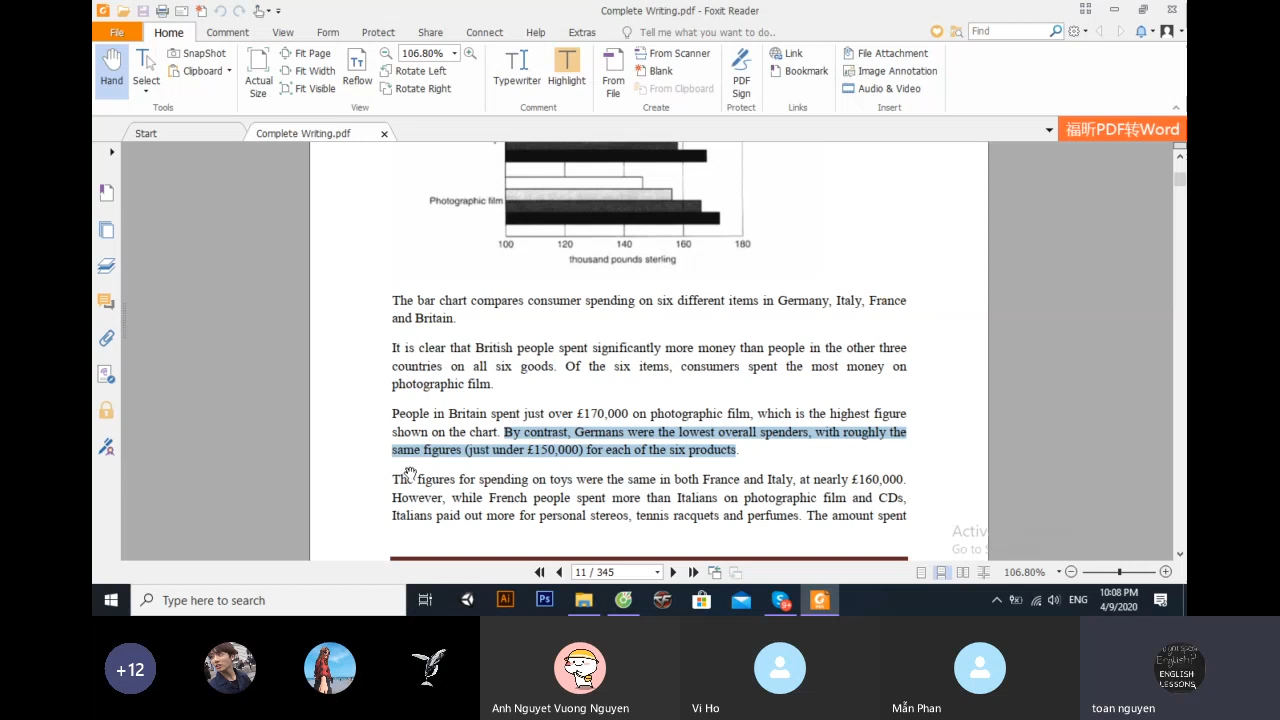 Complete Writing.pdf - Foxit Reader
File Home Comment View Form Protect Share Connect Help Extras Tell me what you want to do.. Find
Hand
Select
SnapShot
Clipboard
Actual Size
Fit Page
Fit Width
Fit Visible
Reflow
106.80%
Rotate Left
Rotate Right
Typewriter
Highlight
From File
From Scanner
Blank
From Clipboard
PDF Sign
Link
Bookmark
File Attachment
Image Annotation
Audio & Video
Tools View Comment Create Protect Links Insert
Start Complete Writing.pdf 福昕PDF转Word
Photographic film
100 120 140 160 180
thousand pounds sterling
The bar chart compares consumer spending on six different items in Germany, Italy, France
and Britain.
It is clear that British people spent significantly more money than people in the other three
countries on all six goods. Of the six items, consumers spent the most money on
photographic film.
People in Britain spent just over £170,000 on photographic film, which is the highest figure
shown on the chart. By contrast, Germans were the lowest overall spenders, with roughly the
same figures (just under £150,000) for each of the six products.
The figures for spending on toys were the same in both France and Italy, at nearly £160,000.
However, while French people spent more than Italians on photographic film and CDs,
Italians paid out more for personal stereos, tennis racquets and perfumes. The amount spent
Activ
Go to S
11 / 345 106.80%
Type here to search Ai Ps ENG 10:08 PM
4/9/2020
+12
English?
ENGLISH
LESSONS
Anh Nguyet Vuong Nguyen Vi Ho Mẫn Phan toan nguyen